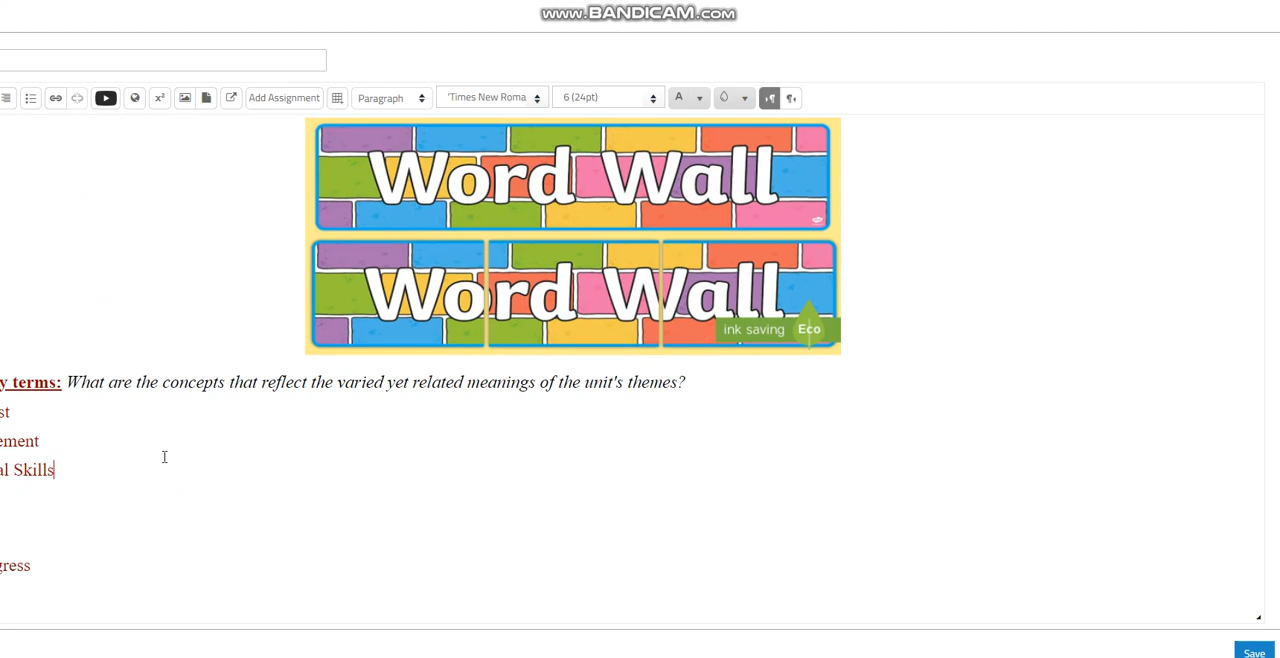 www.BANDICAM.com
Add Assignment
Paragraph
'Times New Roma
6 (24pt)
A
Word Wall
Word Wall
ink saving Eco
y terms: What are the concepts that reflect the varied yet related meanings of the unit's themes?
st
ement
al Skills
gress
Save